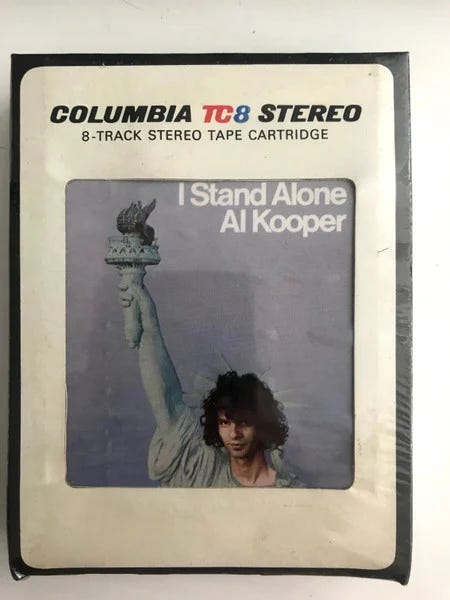 COLUMBIA TC8 STEREO
8-TRACK STEREO TAPE CARTRIDGE
I Stand Alone
Al Kooper